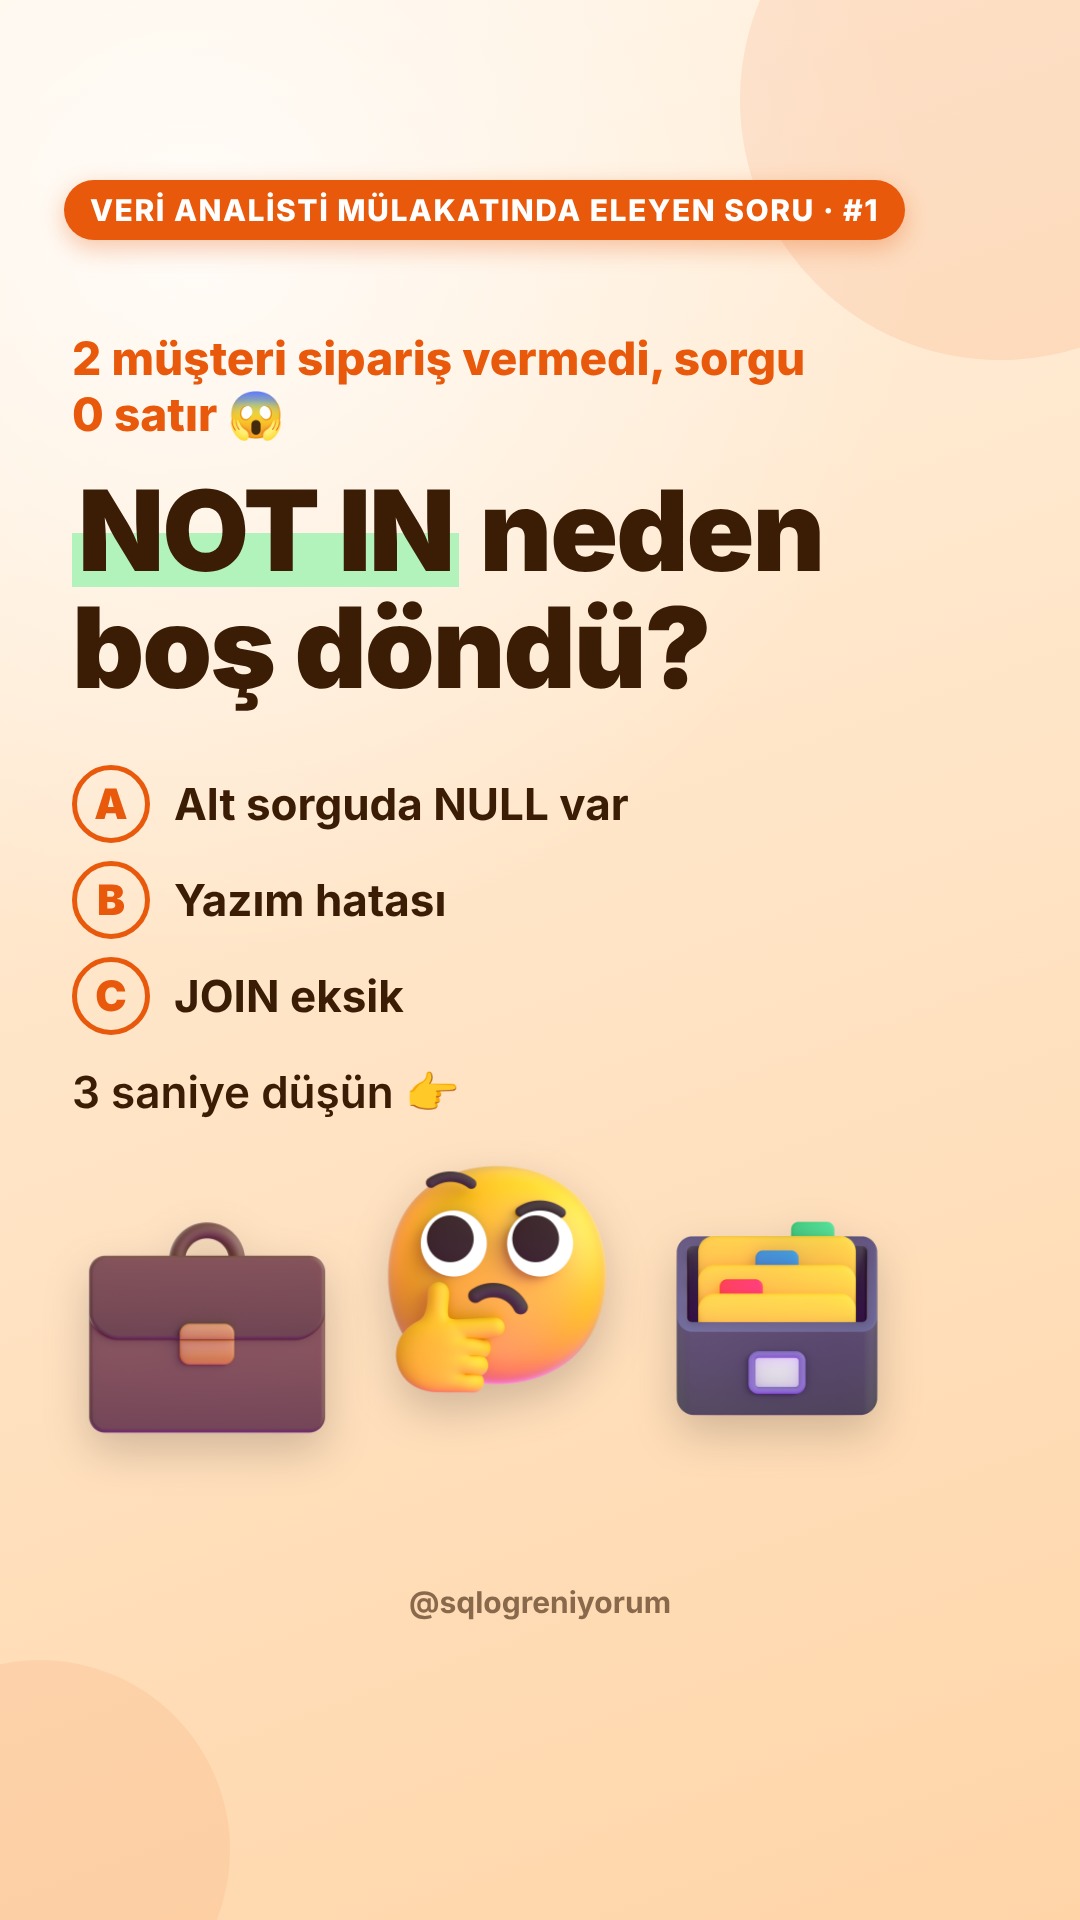 VERİ ANALİSTİ MÜLAKATINDA ELEYEN SORU · #1
2 müşteri sipariş vermedi, sorgu
0 satır 😱
NOT IN neden
boş döndü?
A Alt sorguda NULL var
B Yazım hatası
C JOIN eksik
3 saniye düşün 👉
@sqlogreniyorum